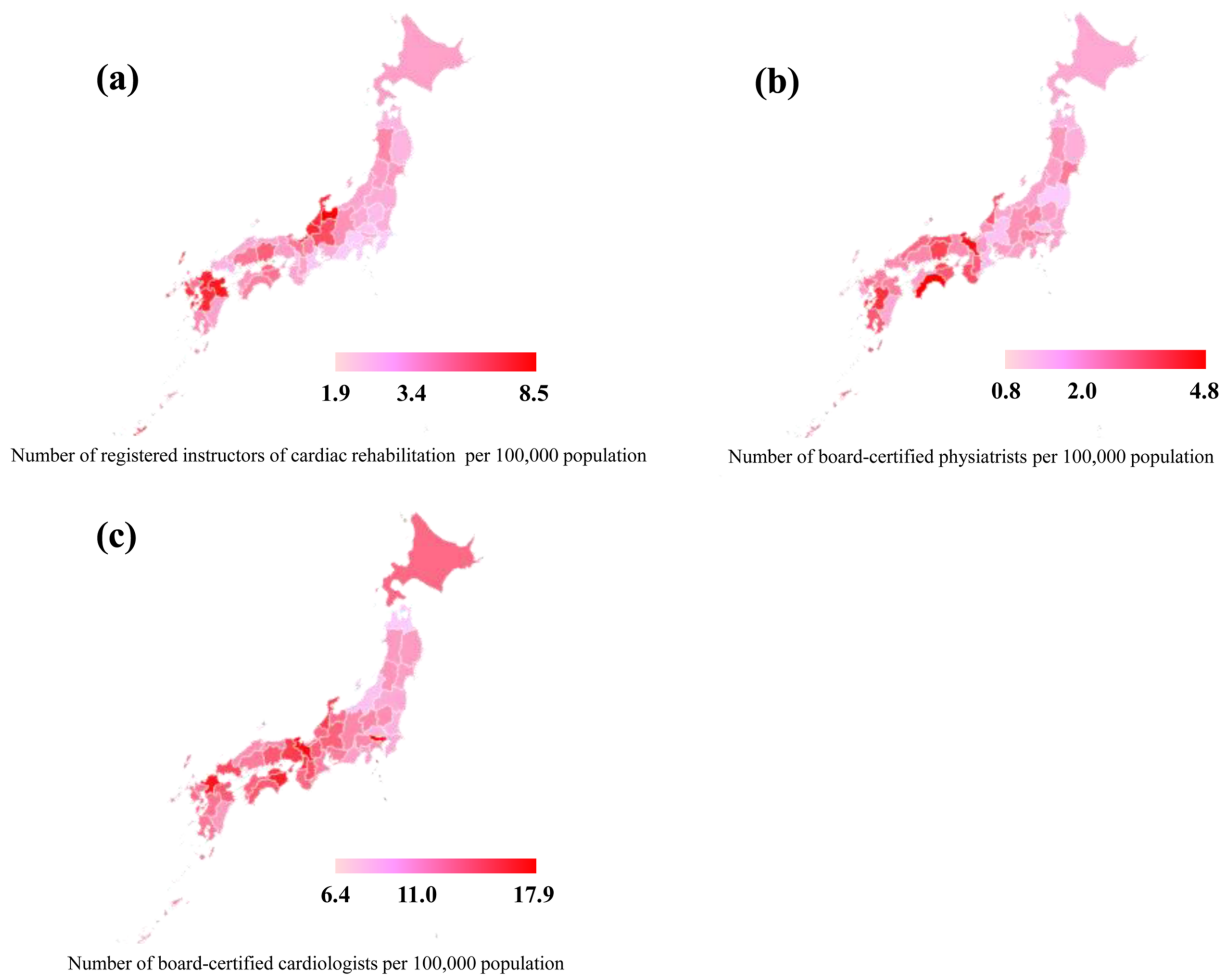 (a)
(b)
1.9 3.4 8.5
0.8 2.0 4.8
Number of registered instructors of cardiac rehabilitation per 100,000 population
Number of board-certified physiatrists per 100,000 population
(c)
6.4 11.0 17.9
Number of board-certified cardiologists per 100,000 population